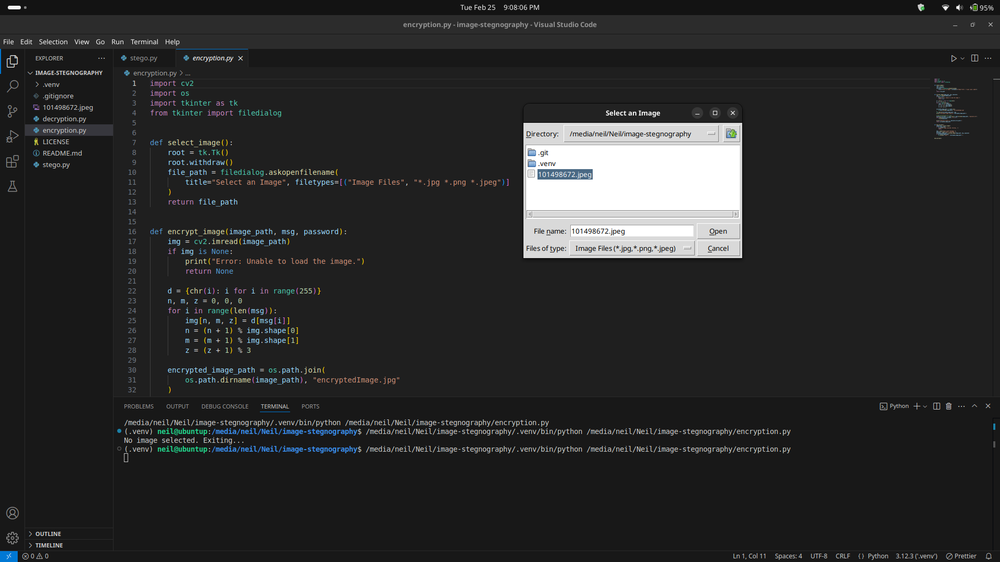 Tue Feb 25 9:08:06 PM
95%
encryption.py - image-stegnography - Visual Studio Code
File Edit Selection View Go Run Terminal Help
EXPLORER
IMAGE-STEGNOGRAPHY
.venv
.gitignore
101498672.jpeg
decryption.py
encryption.py
LICENSE
README.md
stego.py
OUTLINE
TIMELINE
stego.py
encryption.py
encryption.py > ...
1 import cv2
2 import os
3 import tkinter as tk
4 from tkinter import filedialog
5
6
7 def select_image():
8 root = tk.Tk()
9 root.withdraw()
10 file_path = filedialog.askopenfilename(
11 title="Select an Image", filetypes=[("Image Files", "*.jpg *.png *.jpeg")]
12 )
13 return file_path
14
15
16 def encrypt_image(image_path, msg, password):
17 img = cv2.imread(image_path)
18 if img is None:
19 print("Error: Unable to load the image.")
20 return None
21
22 d = {chr(i): i for i in range(255)}
23 n, m, z = 0, 0, 0
24 for i in range(len(msg)):
25 img[n, m, z] = d[msg[i]]
26 n = (n + 1) % img.shape[0]
27 m = (m + 1) % img.shape[1]
28 z = (z + 1) % 3
29
30 encrypted_image_path = os.path.join(
31 os.path.dirname(image_path), "encryptedImage.jpg"
32 )
Select an Image
Directory: /media/neil/Neil/image-stegnography
.git
.venv
101498672.jpeg
File name: 101498672.jpeg Open
Files of type: Image Files (*.jpg,*.png,*.jpeg) Cancel
PROBLEMS OUTPUT DEBUG CONSOLE TERMINAL PORTS
Python
/media/neil/Neil/image-stegnography/.venv/bin/python /media/neil/Neil/image-stegnography/encryption.py
(.venv) neil@ubuntup:/media/neil/Neil/image-stegnography$ /media/neil/Neil/image-stegnography/.venv/bin/python /media/neil/Neil/image-stegnography/encryption.py
No image selected. Exiting...
(.venv) neil@ubuntup:/media/neil/Neil/image-stegnography$ /media/neil/Neil/image-stegnography/.venv/bin/python /media/neil/Neil/image-stegnography/encryption.py
0 0
Ln 1, Col 11 Spaces: 4 UTF-8 CRLF {} Python 3.12.3 ('.venv') Prettier